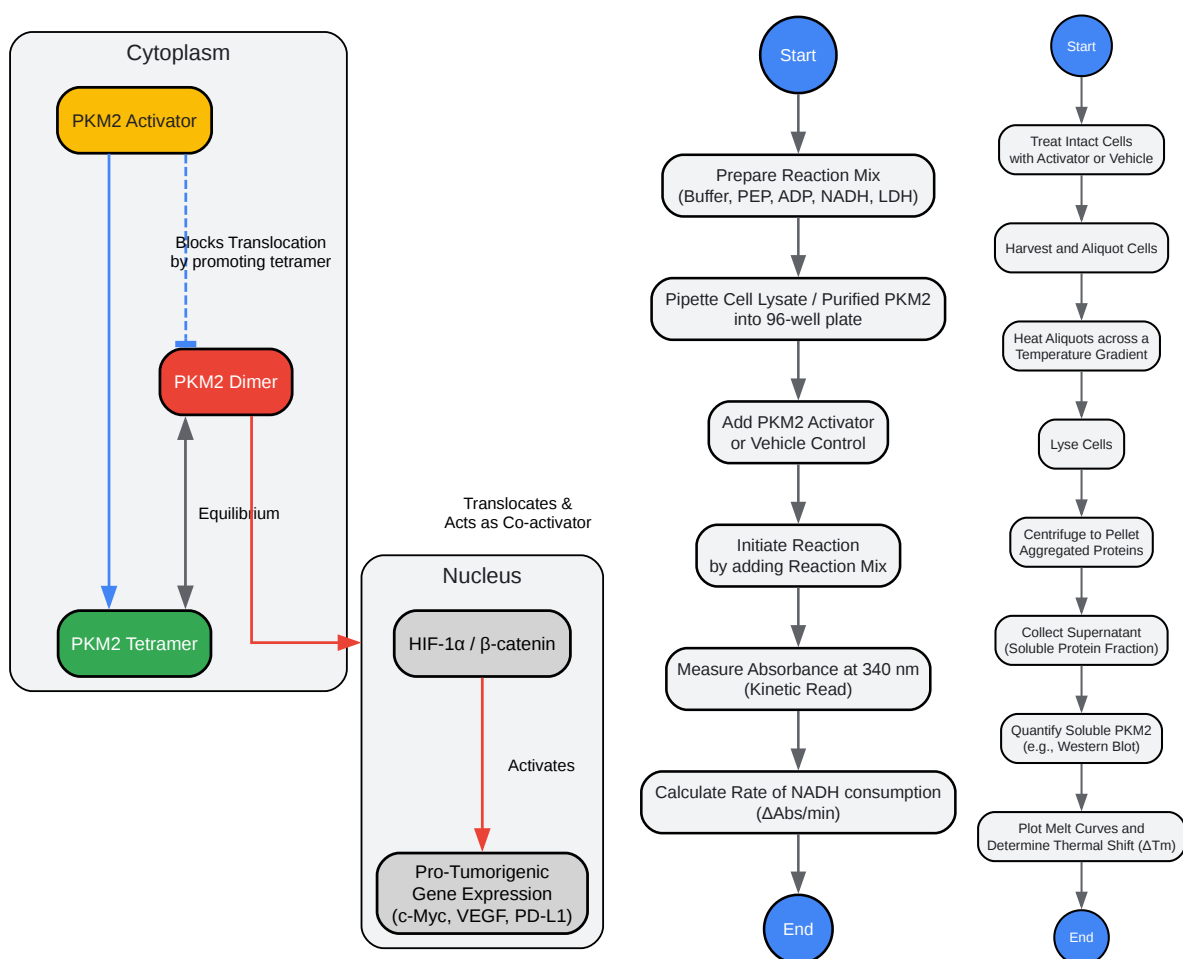 Cytoplasm
PKM2 Activator
Blocks Translocation
by promoting tetramer
PKM2 Dimer
Equilibrium
PKM2 Tetramer
Translocates &
Acts as Co-activator
Nucleus
HIF-1α / β-catenin
Activates
Pro-Tumorigenic
Gene Expression
(c-Myc, VEGF, PD-L1)
Start
Prepare Reaction Mix
(Buffer, PEP, ADP, NADH, LDH)
Pipette Cell Lysate / Purified PKM2
into 96-well plate
Add PKM2 Activator
or Vehicle Control
Initiate Reaction
by adding Reaction Mix
Measure Absorbance at 340 nm
(Kinetic Read)
Calculate Rate of NADH consumption
(ΔAbs/min)
End
Start
Treat Intact Cells
with Activator or Vehicle
Harvest and Aliquot Cells
Heat Aliquots across a
Temperature Gradient
Lyse Cells
Centrifuge to Pellet
Aggregated Proteins
Collect Supernatant
(Soluble Protein Fraction)
Quantify Soluble PKM2
(e.g., Western Blot)
Plot Melt Curves and
Determine Thermal Shift (ΔTm)
End